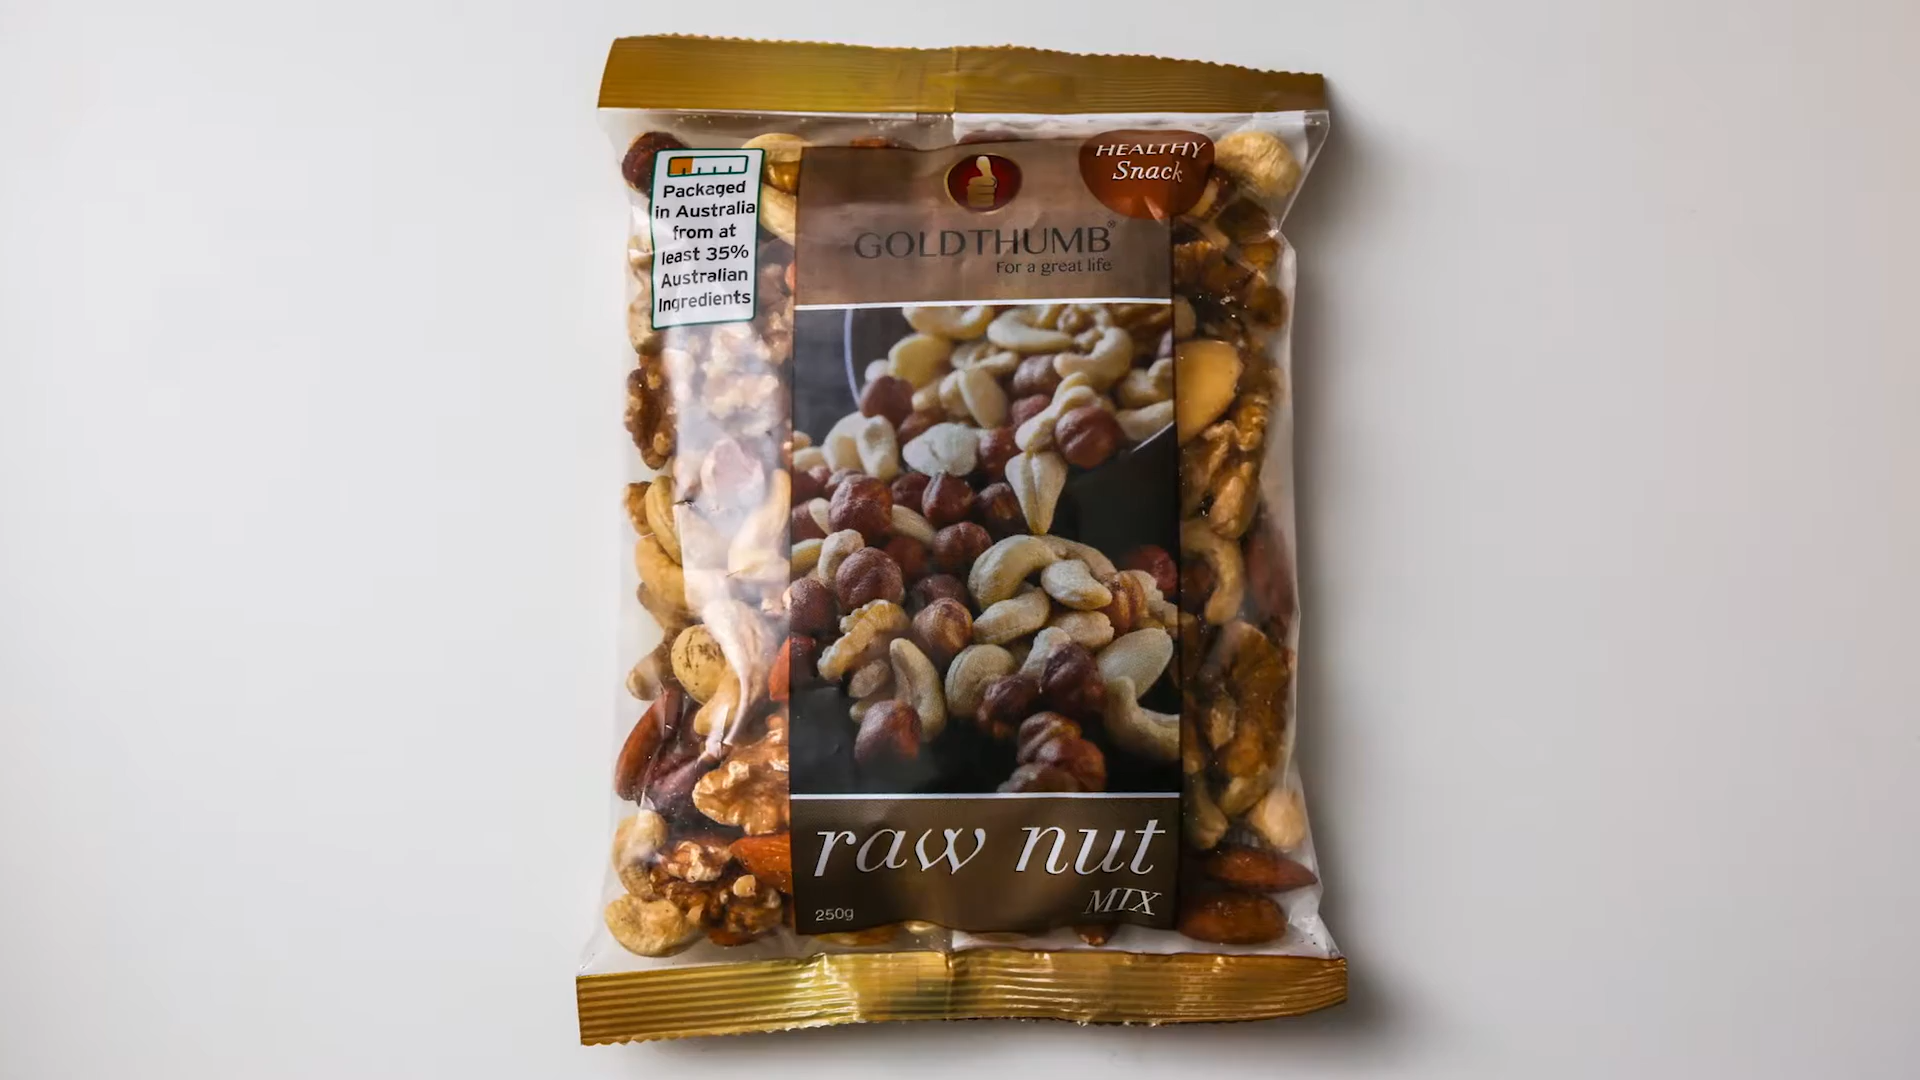 Packaged
in Australia
from at
least 35%
Australian
Ingredients
HEALTHY
Snack
GOLDTHUMB®
For a great life
raw nut
MIX
250g